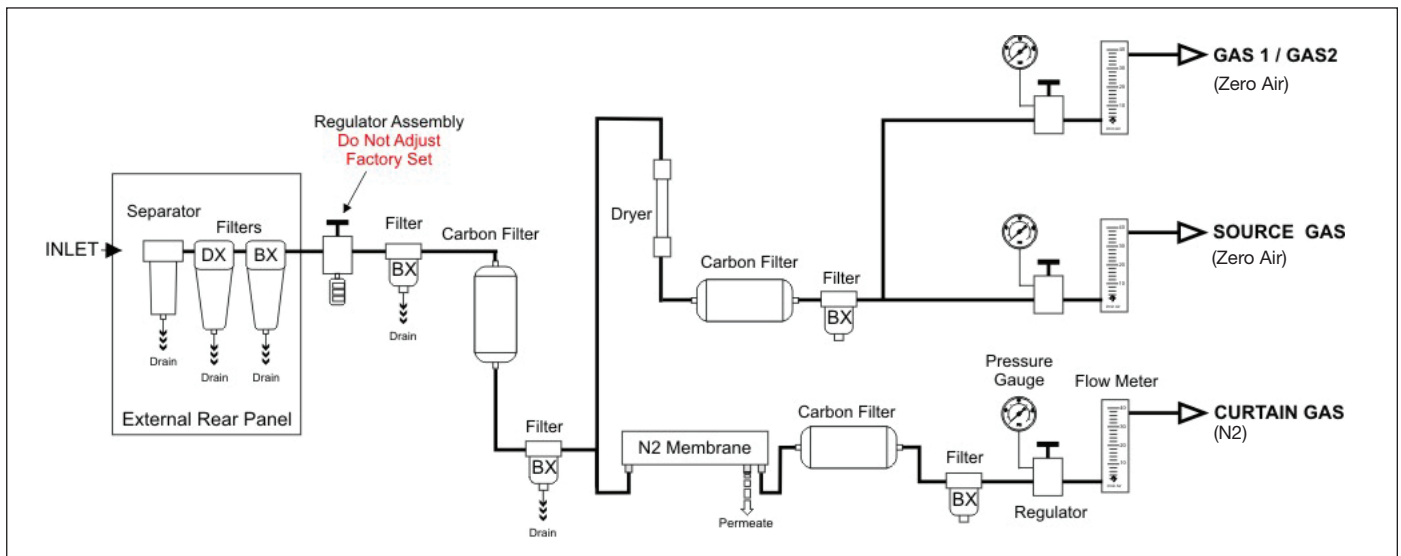 GAS 1 / GAS2
(Zero Air)
Regulator Assembly
Do Not Adjust
Factory Set
Separator
Filters
Filter
Carbon Filter
Dryer
INLET
DX
BX
BX
SOURCE GAS
(Zero Air)
Carbon Filter
Filter
BX
Drain
Drain
Drain
Drain
External Rear Panel
Pressure
Gauge
Flow Meter
Carbon Filter
CURTAIN GAS
(N2)
Filter
N2 Membrane
BX
Filter
BX
Regulator
Permeate
Drain